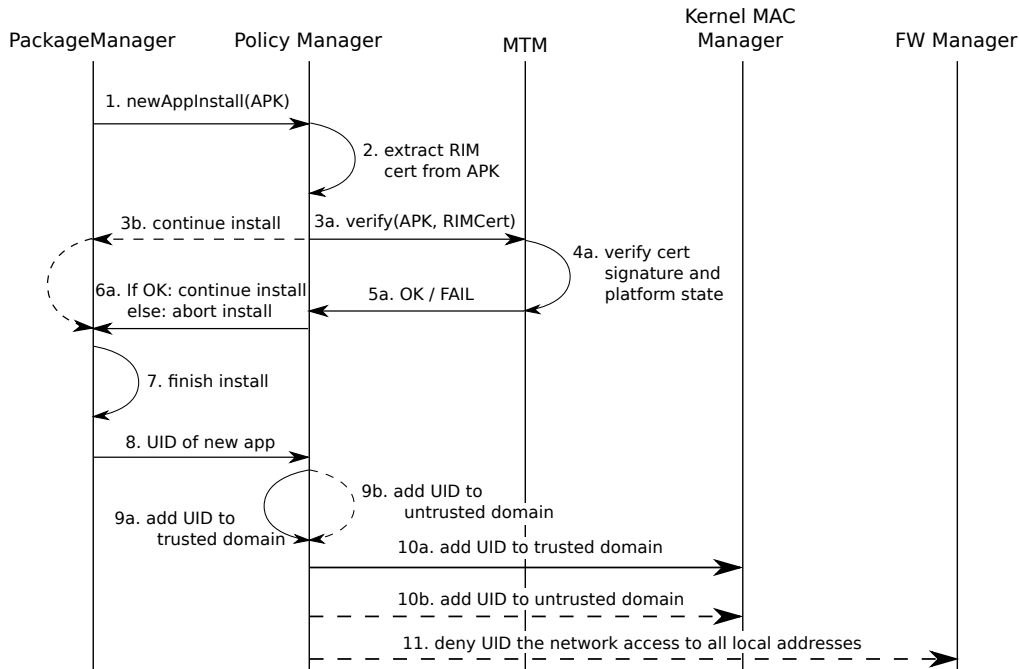 Kernel MAC
PackageManager Policy Manager MTM Manager FW Manager
1. newAppInstall(APK)
2. extract RIM
cert from APK
3b. continue install 3a. verify(APK, RIMCert)
4a. verify cert
signature and
platform state
6a. If OK: continue install 5a. OK / FAIL
else: abort install
7. finish install
8. UID of new app
9b. add UID to
untrusted domain
9a. add UID to
trusted domain
10a. add UID to trusted domain
10b. add UID to untrusted domain
11. deny UID the network access to all local addresses